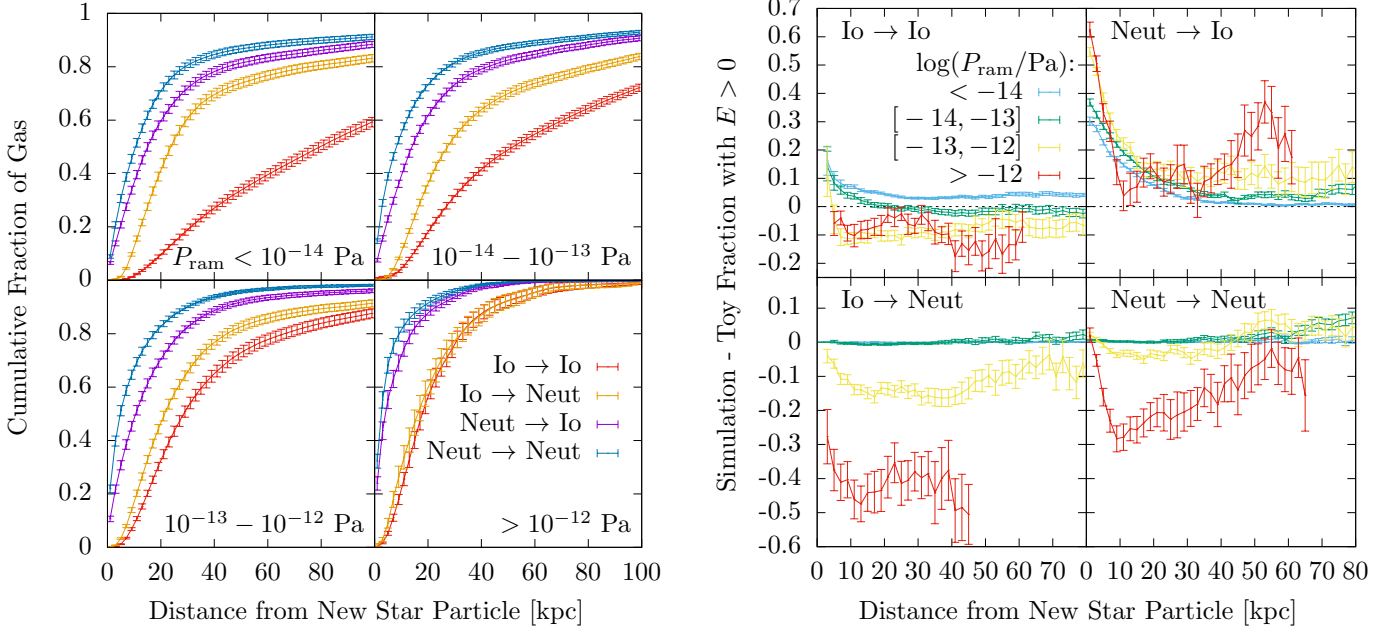 Cumulative Fraction of Gas
1
0.8
0.6
0.4
0.2
0
P_ram < 10^−14 Pa
10^−14 − 10^−13 Pa
0.8
0.6
0.4
0.2
0
10^−13 − 10^−12 Pa
Io → Io
Io → Neut
Neut → Io
Neut → Neut
> 10^−12 Pa
0 20 40 60 80 0 20 40 60 80 100
Distance from New Star Particle [kpc]
Simulation - Toy Fraction with E > 0
0.7
0.6
0.5
0.4
0.3
0.2
0.1
0
-0.1
-0.2
Io → Io
log(P_ram/Pa):
< −14
[ − 14, −13]
[ − 13, −12]
> −12
Neut → Io
0.1
0
-0.1
-0.2
-0.3
-0.4
-0.5
-0.6
Io → Neut
Neut → Neut
0 10 20 30 40 50 60 70 0 10 20 30 40 50 60 70 80
Distance from New Star Particle [kpc]